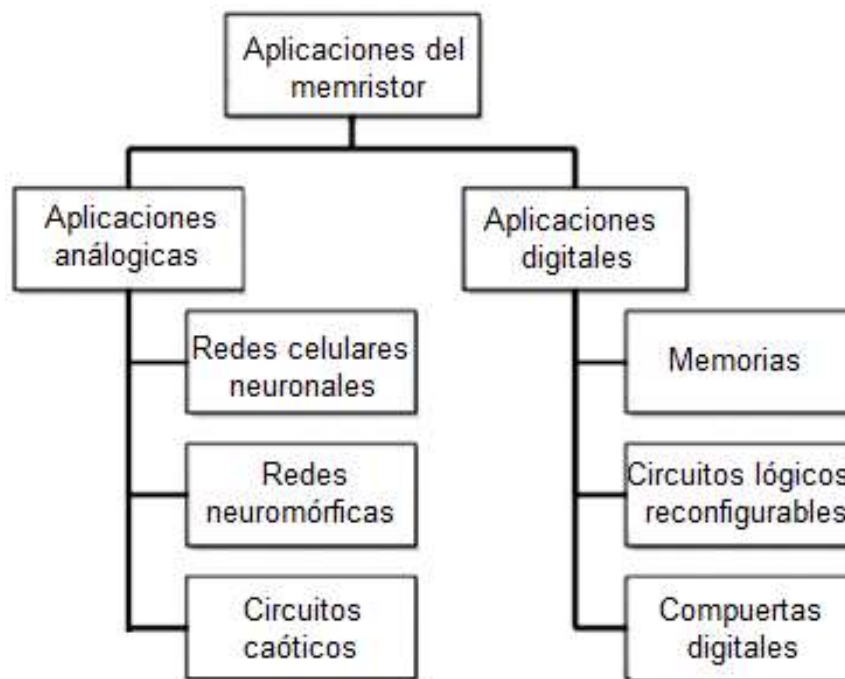 Aplicaciones del
memristor
Aplicaciones
análogicas
Redes celulares
neuronales
Redes
neuromórficas
Circuitos
caóticos
Aplicaciones
digitales
Memorias
Circuitos lógicos
reconfigurables
Compuertas
digitales